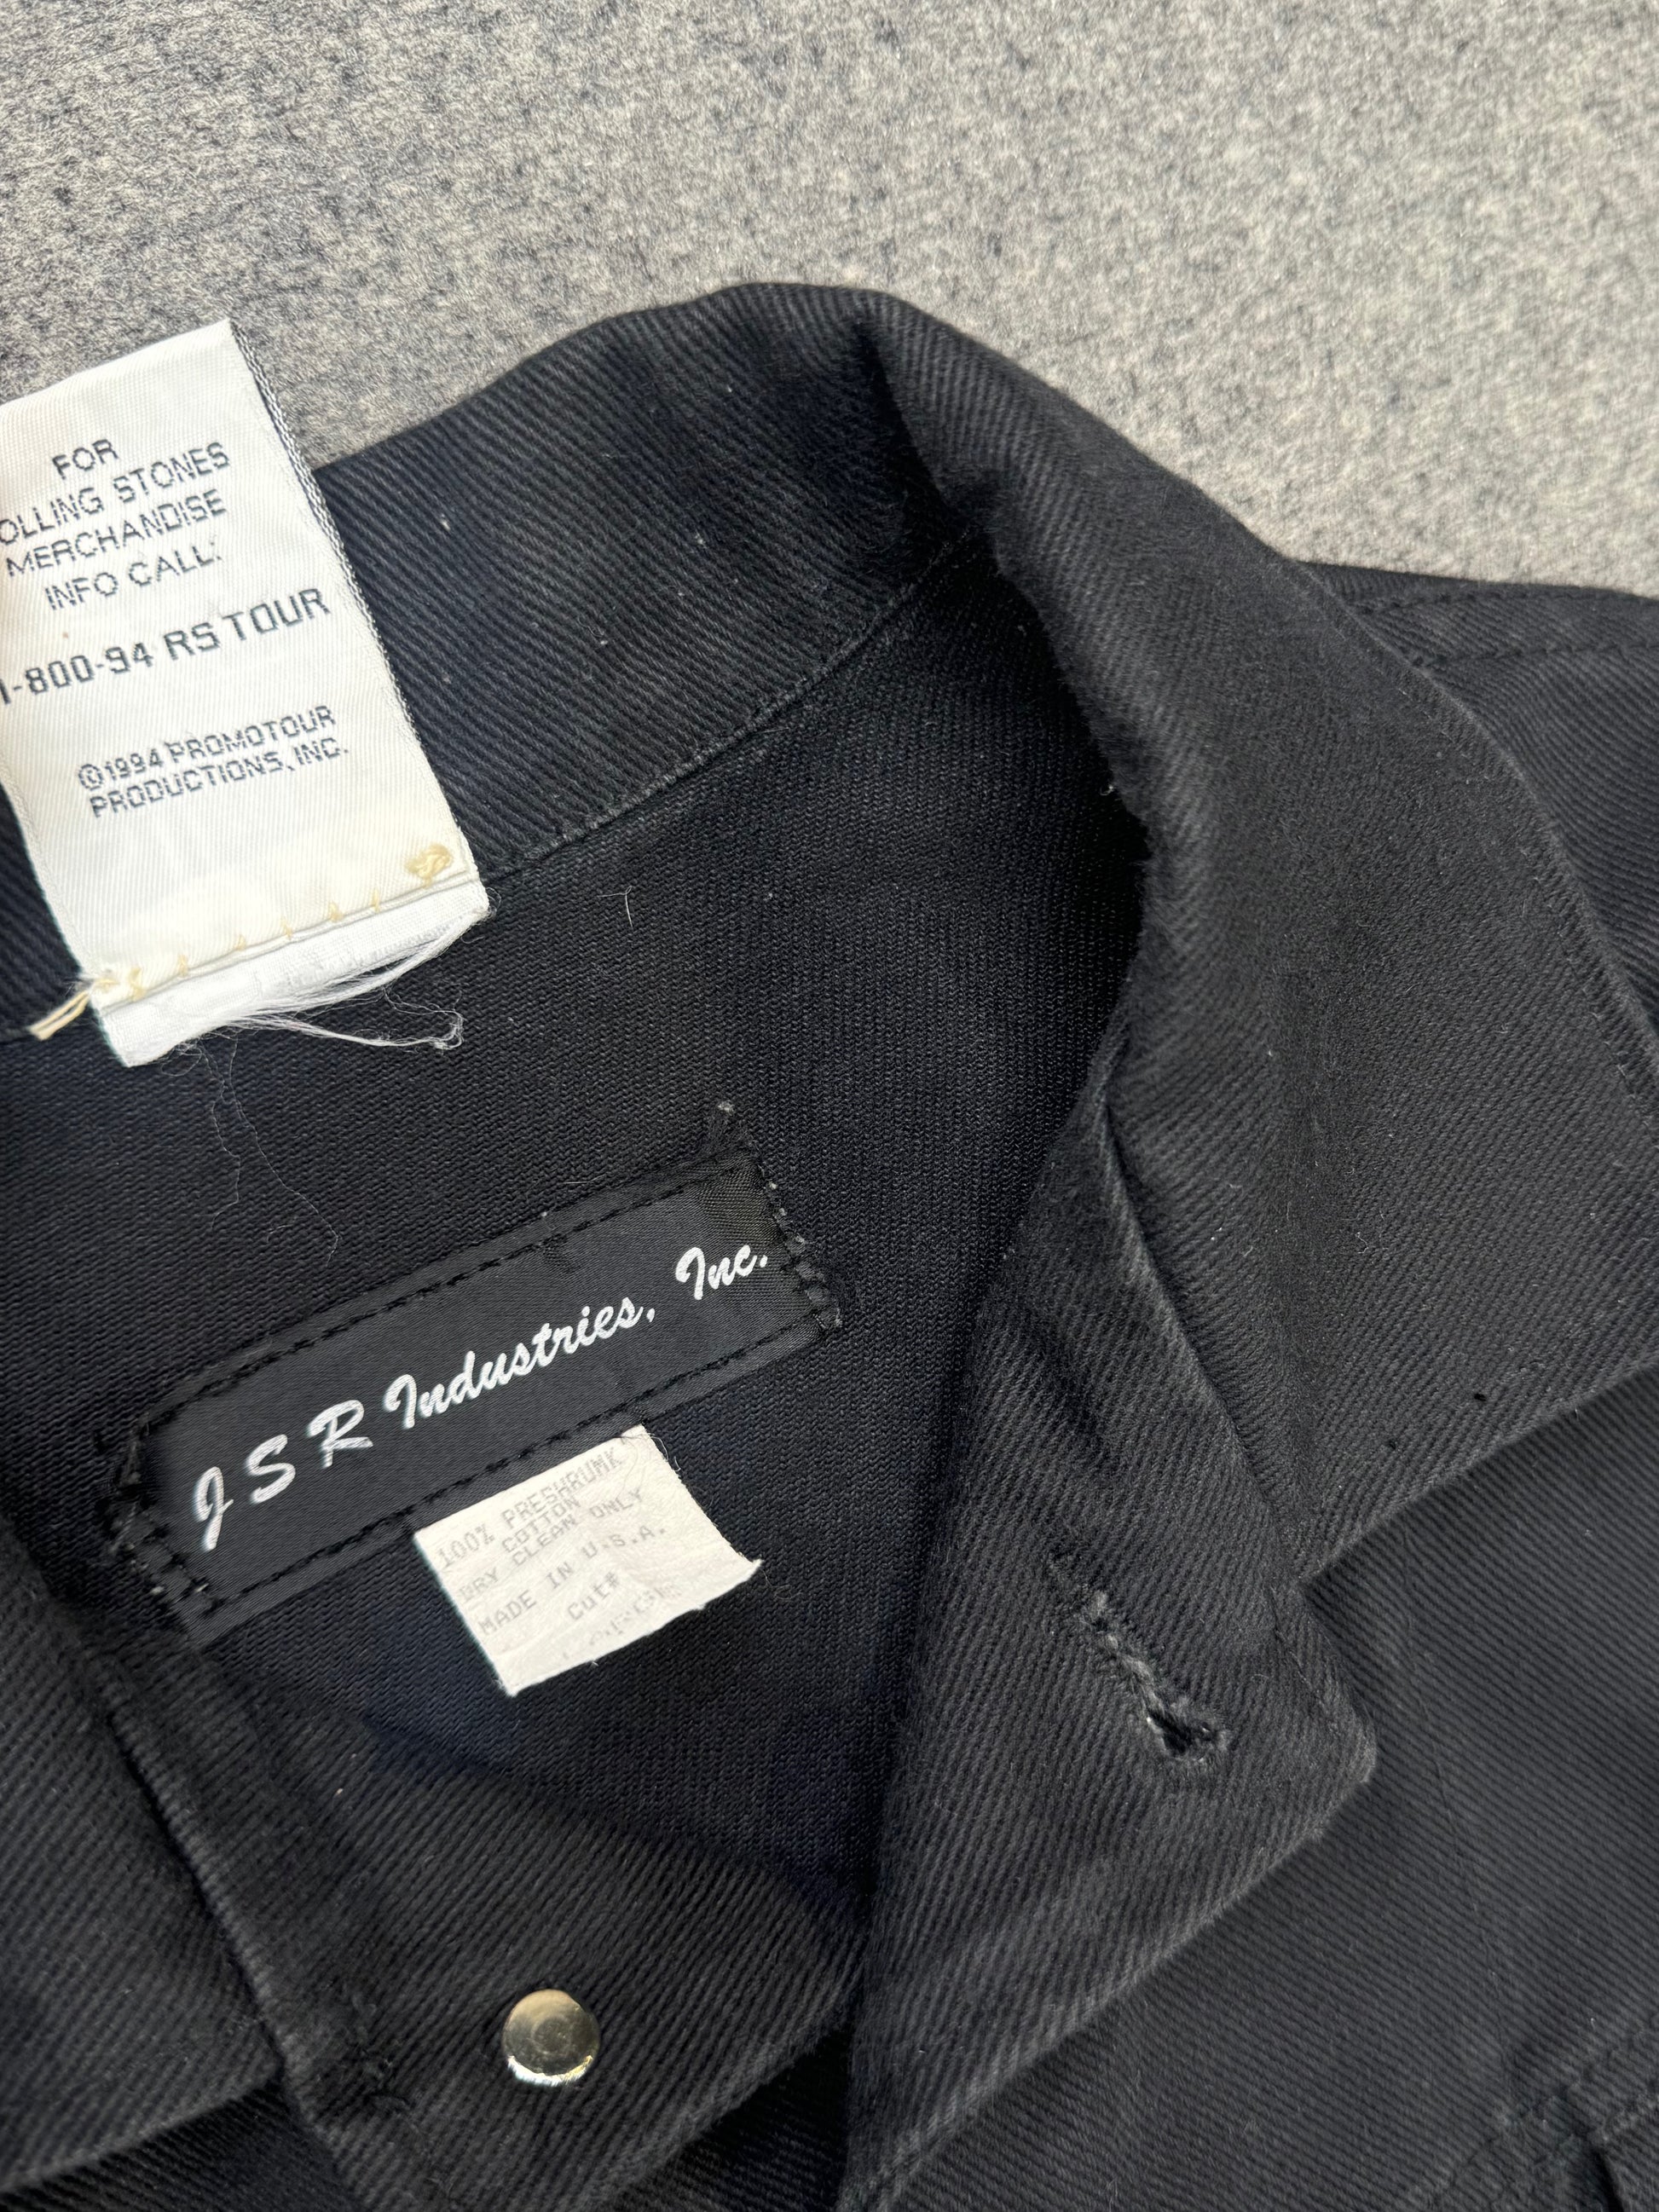 FOR
OLLING STONES
MERCHANDISE
INFO CALL:
1-800-94 RS TOUR
©1994 PROMOTOUR
PRODUCTIONS, INC.
J S R Industries, Inc.
100% PRESHRUNK
COTTON
DRY CLEAN ONLY
MADE IN U.S.A.
Cut#